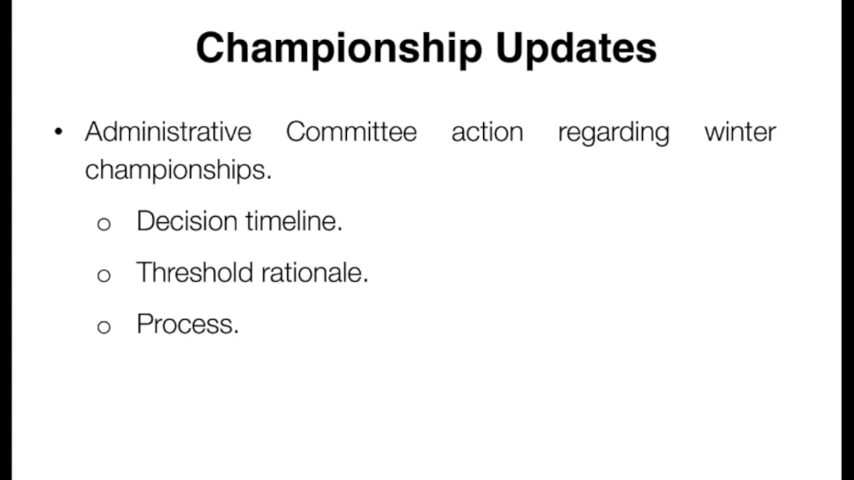 Championship Updates
• Administrative Committee action regarding winter
championships.
o Decision timeline.
o Threshold rationale.
o Process.